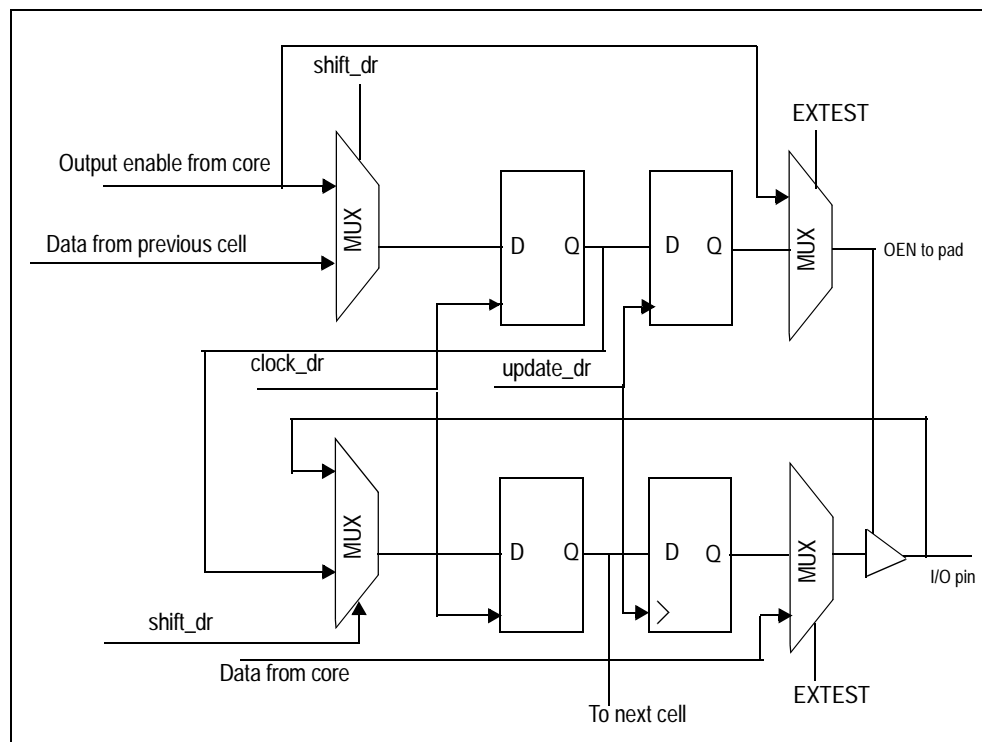 shift_dr
EXTEST
Output enable from core
MUX
MUX
Data from previous cell
D Q
D Q
OEN to pad
clock_dr
update_dr
MUX
MUX
D Q
D Q
I/O pin
shift_dr
Data from core
EXTEST
To next cell